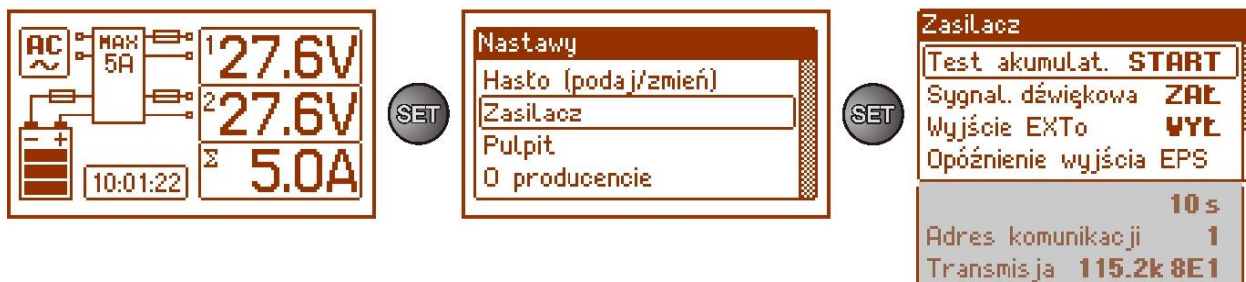 AC
MAX
5A
1 27.6V
2 27.6V
Σ 5.0A
- +
10:01:22
SET
Nastawy
Hasło (podaj/zmień)
Zasilacz
Pulpit
O producencie
SET
Zasilacz
Test akumulat. START
Sygnal. dźwiękowa ZAŁ
Wyjście EXTo WYŁ
Opóźnienie wyjścia EPS
10 s
Adres komunikacji 1
Transmisja 115.2k 8E1